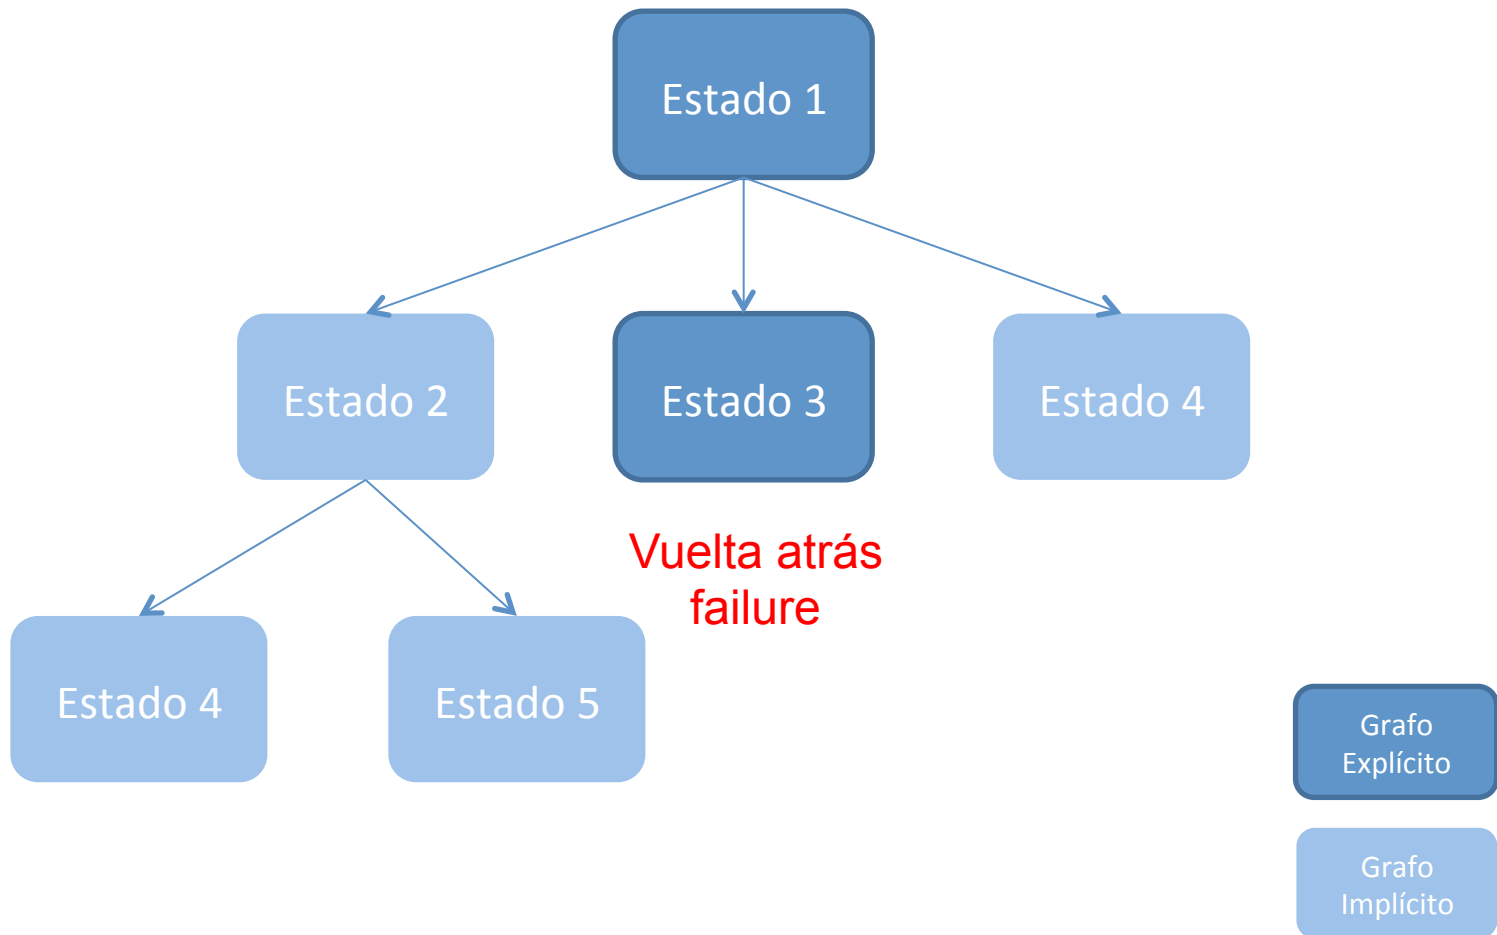 Estado 1
Estado 2
Estado 3
Estado 4
Vuelta atrás
failure
Estado 4
Estado 5
Grafo
Explícito
Grafo
Implícito